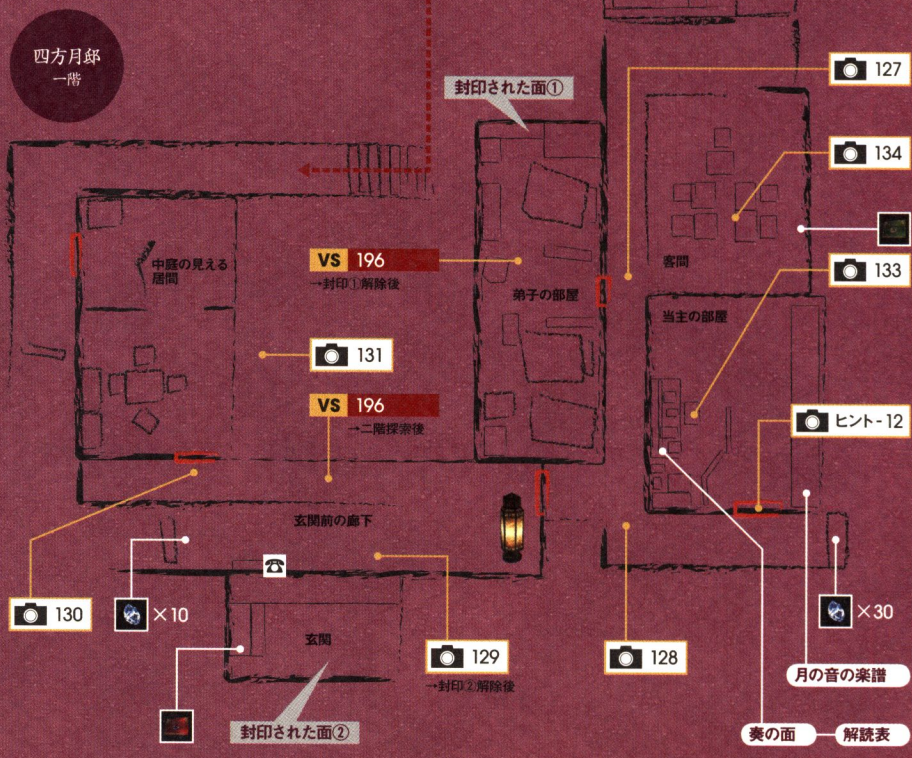 四方月邸
一階
封印された面①
127
134
中庭の見える
居間
VS 196
→封印①解除後
弟子の部屋
客間
133
当主の部屋
131
VS 196
→二階探索後
ヒント-12
玄関前の廊下
130
×10
玄関
129
→封印②解除後
128
×30
月の音の楽譜
封印された面②
奏の面
解読表